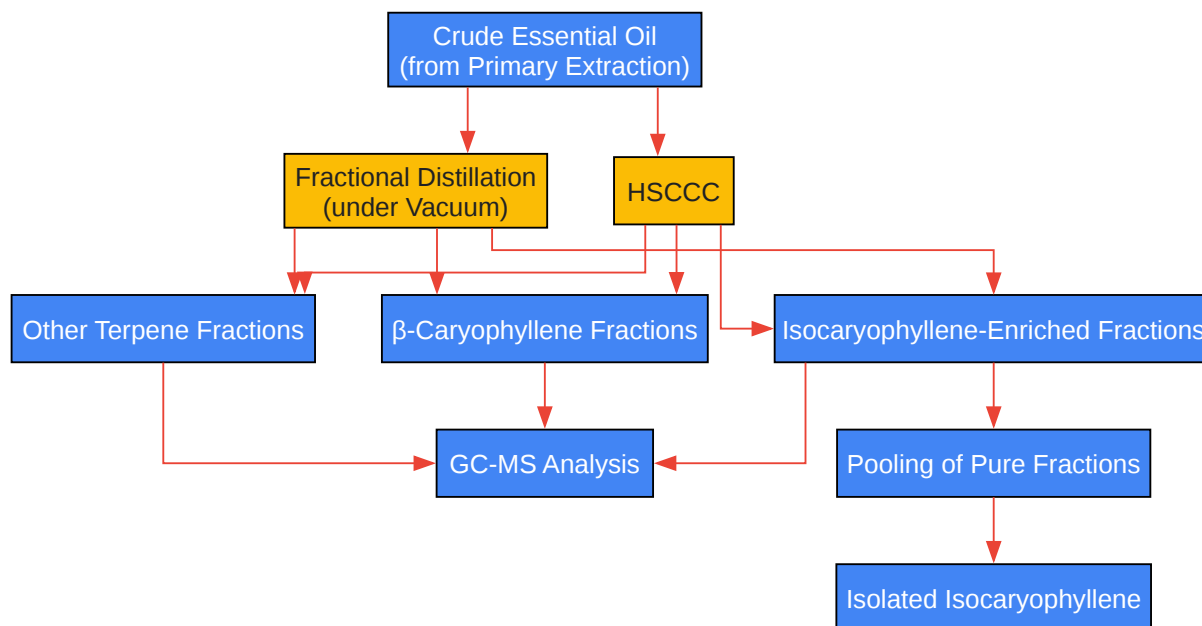 Crude Essential Oil
(from Primary Extraction)
Fractional Distillation
(under Vacuum)
HSCCC
Other Terpene Fractions
β-Caryophyllene Fractions
Isocaryophyllene-Enriched Fractions
GC-MS Analysis
Pooling of Pure Fractions
Isolated Isocaryophyllene